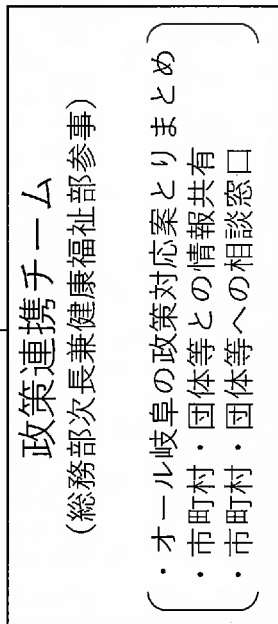 政策連携チーム
(総務部次長兼健康福祉部参事)
・オール岐阜の政策対応案とりまとめ
・市町村・団体等との情報共有
・市町村・団体等への相談窓口